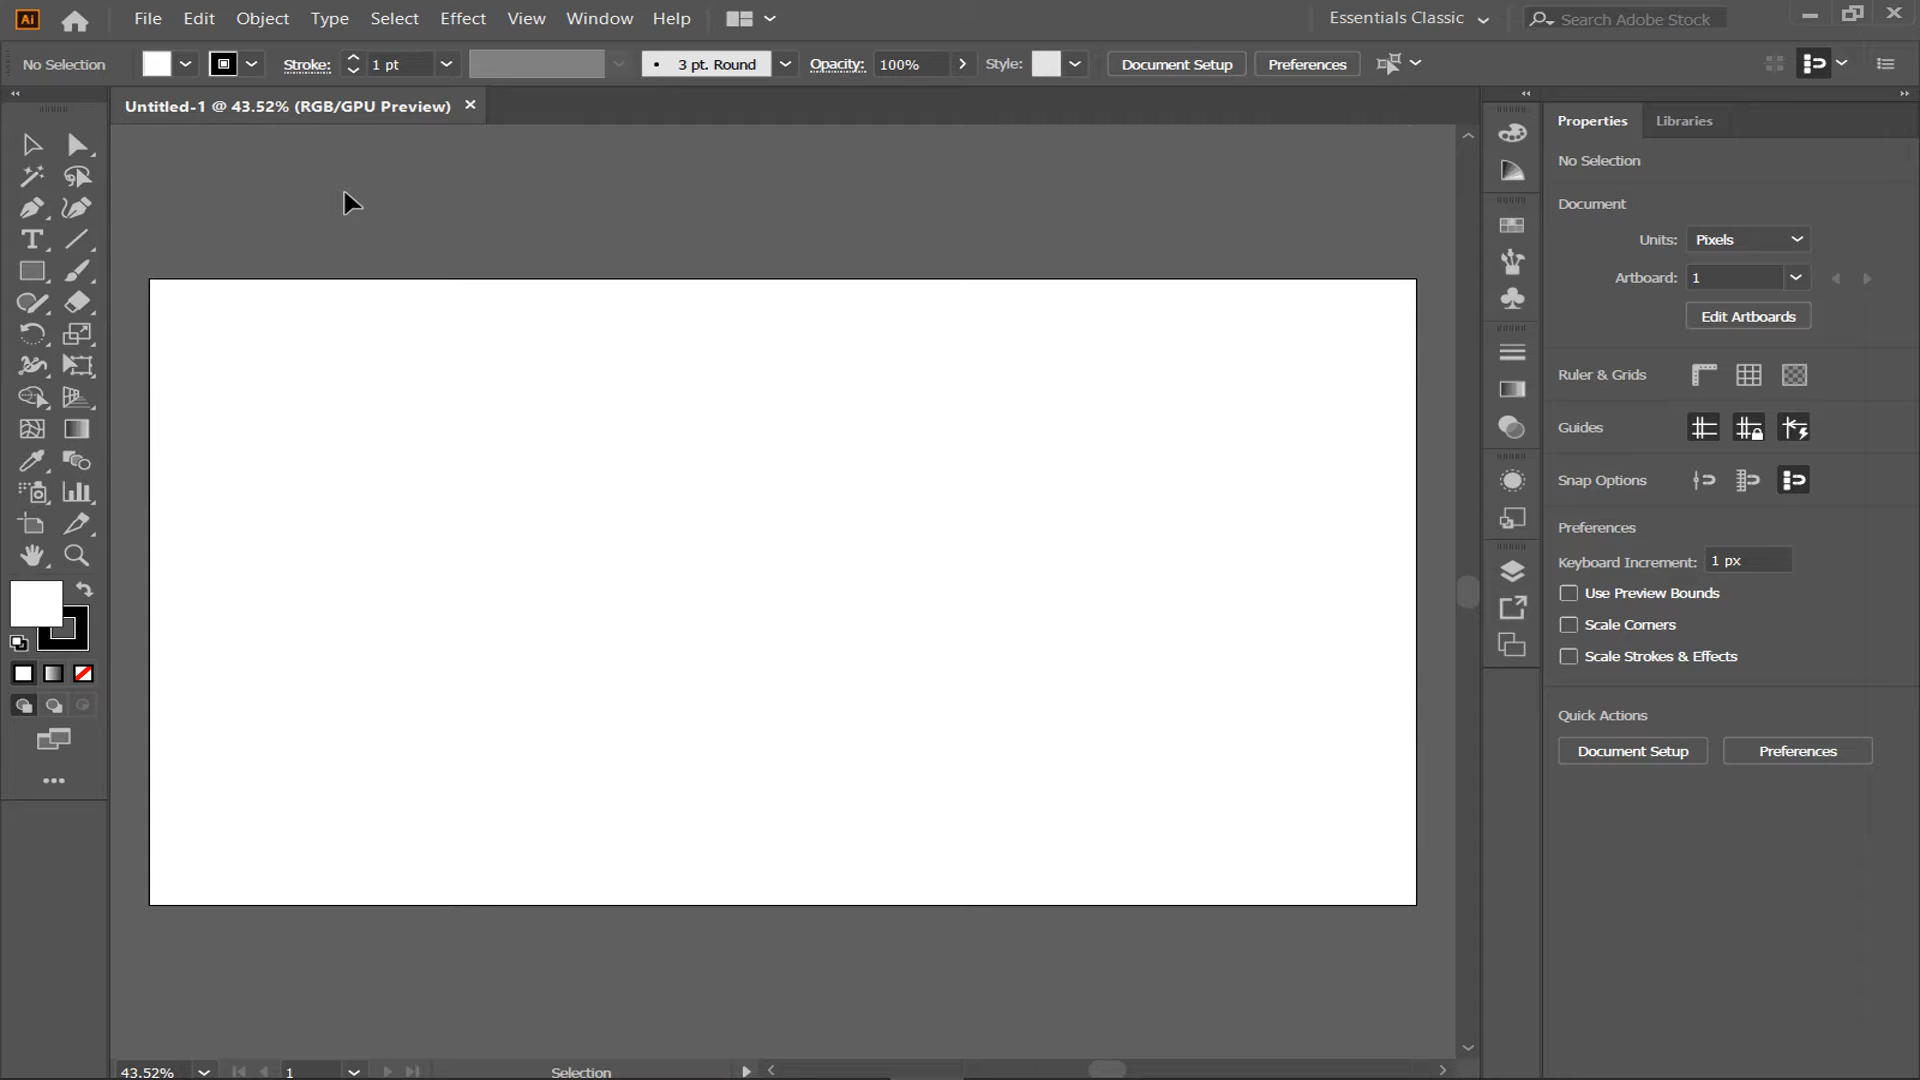 Ai File Edit Object Type Select Effect View Window Help Essentials Classic Search Adobe Stock
No Selection Stroke: 1 pt 3 pt. Round Opacity: 100% Style: Document Setup Preferences
Untitled-1 @ 43.52% (RGB/GPU Preview)
Properties Libraries
No Selection
Document
Units: Pixels
Artboard: 1
Edit Artboards
Ruler & Grids
Guides
Snap Options
Preferences
Keyboard Increment: 1 px
Use Preview Bounds
Scale Corners
Scale Strokes & Effects
Quick Actions
Document Setup Preferences
43.52% 1 Selection